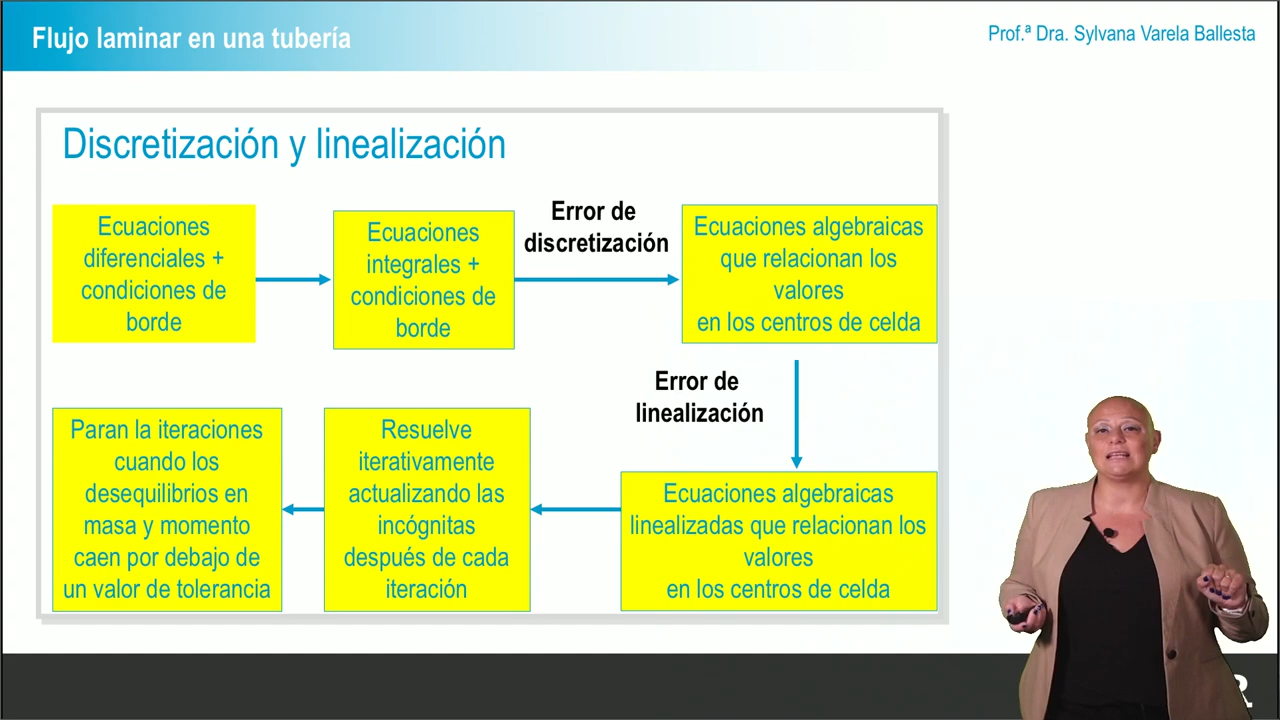 Flujo laminar en una tubería
Prof.ª Dra. Sylvana Varela Ballesta
Discretización y linealización
Ecuaciones
diferenciales +
condiciones de
borde
Ecuaciones
integrales +
condiciones de
borde
Error de
discretización
Ecuaciones algebraicas
que relacionan los
valores
en los centros de celda
Error de
linealización
Ecuaciones algebraicas
linealizadas que relacionan los
valores
en los centros de celda
Resuelve
iterativamente
actualizando las
incógnitas
después de cada
iteración
Paran la iteraciones
cuando los
desequilibrios en
masa y momento
caen por debajo de
un valor de tolerancia